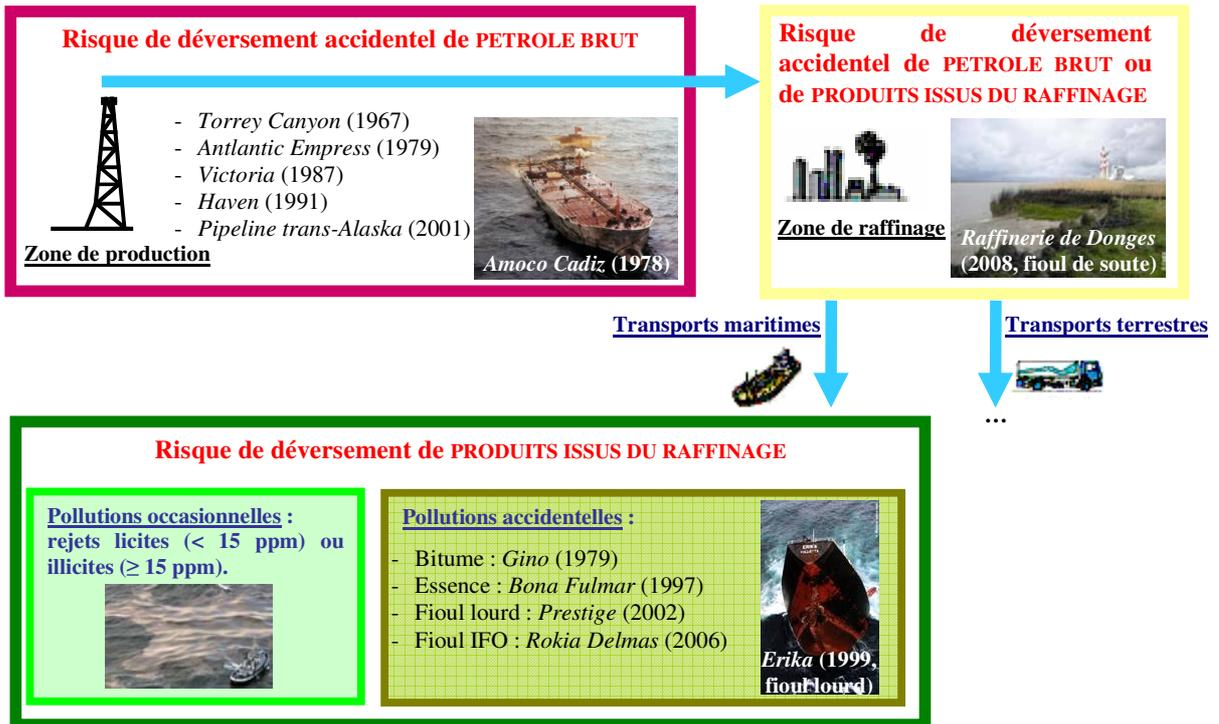 Risque de déversement accidentel de PETROLE BRUT
- Torrey Canyon (1967)
- Antlantic Empress (1979)
- Victoria (1987)
- Haven (1991)
- Pipeline trans-Alaska (2001)
Zone de production
Amoco Cadiz (1978)
Risque de déversement
accidentel de PETROLE BRUT ou
de PRODUITS ISSUS DU RAFFINAGE
Zone de raffinage
Raffinerie de Donges
(2008, fioul de soute)
Transports maritimes
Transports terrestres
...
Risque de déversement de PRODUITS ISSUS DU RAFFINAGE
Pollutions occasionnelles :
rejets licites (< 15 ppm) ou
illicites (≥ 15 ppm).
Pollutions accidentelles :
- Bitume : Gino (1979)
- Essence : Bona Fulmar (1997)
- Fioul lourd : Prestige (2002)
- Fioul IFO : Rokia Delmas (2006)
ERIKA
Erika (1999,
fioul lourd)